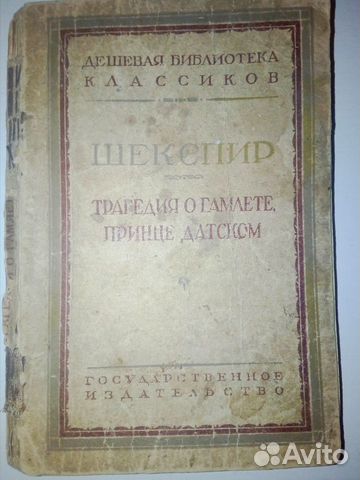 ДЕШЕВАЯ БИБЛИОТЕКА
КЛАССИКОВ
ШЕКСПИР
ТРАГЕДИЯ О ГАМЛЕТЕ,
ПРИНЦЕ ДАТСКОМ
ГОСУДАРСТВЕННОЕ
ИЗДАТЕЛЬСТВО
Avito